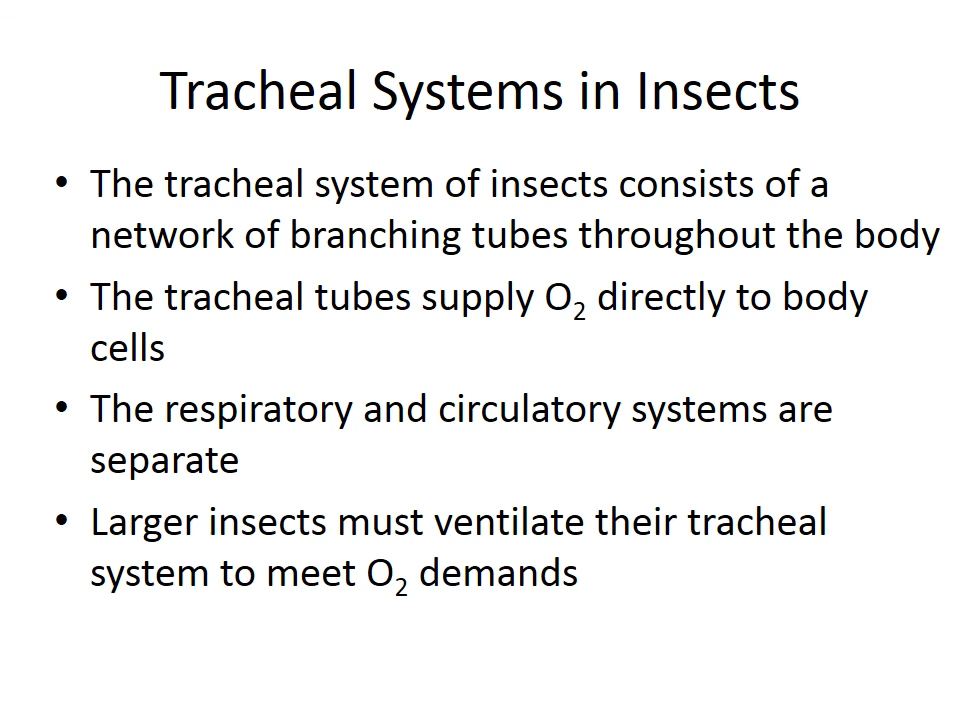 Tracheal Systems in Insects
• The tracheal system of insects consists of a
network of branching tubes throughout the body
• The tracheal tubes supply O₂ directly to body
cells
• The respiratory and circulatory systems are
separate
• Larger insects must ventilate their tracheal
system to meet O₂ demands